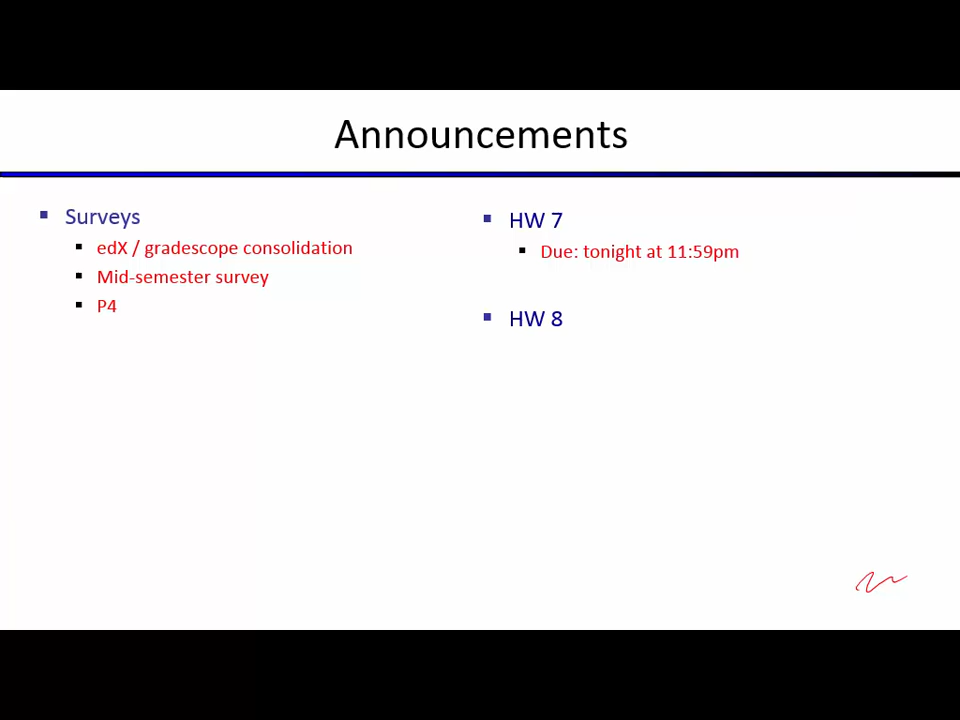 Announcements
Surveys
edX / gradescope consolidation
Mid-semester survey
P4
HW 7
Due: tonight at 11:59pm
HW 8